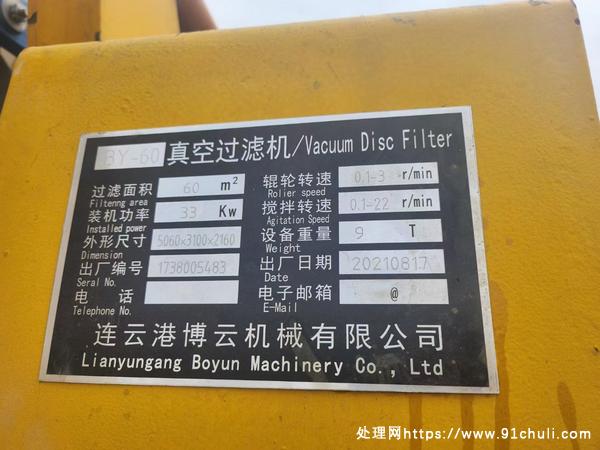 BY-60 真空过滤机/Vacuum Disc Filter
过滤面积 60 m² 辊轮转速 0.1-3 r/min
Filtenng area Rolier speed
装机功率 33 Kw 搅拌转速 0.1-22 r/min
Installed power Agitation Speed
外形尺寸 5060×3100×2160 设备重量 9 T
Dimension Weight
出厂编号 1738005483 出厂日期 20210817
Seral No. Date
电 话 电子邮箱 @
Telephone No. E-Mail
连云港博云机械有限公司
Lianyungang Boyun Machinery Co., Ltd
处理网https://www.91chuli.com/